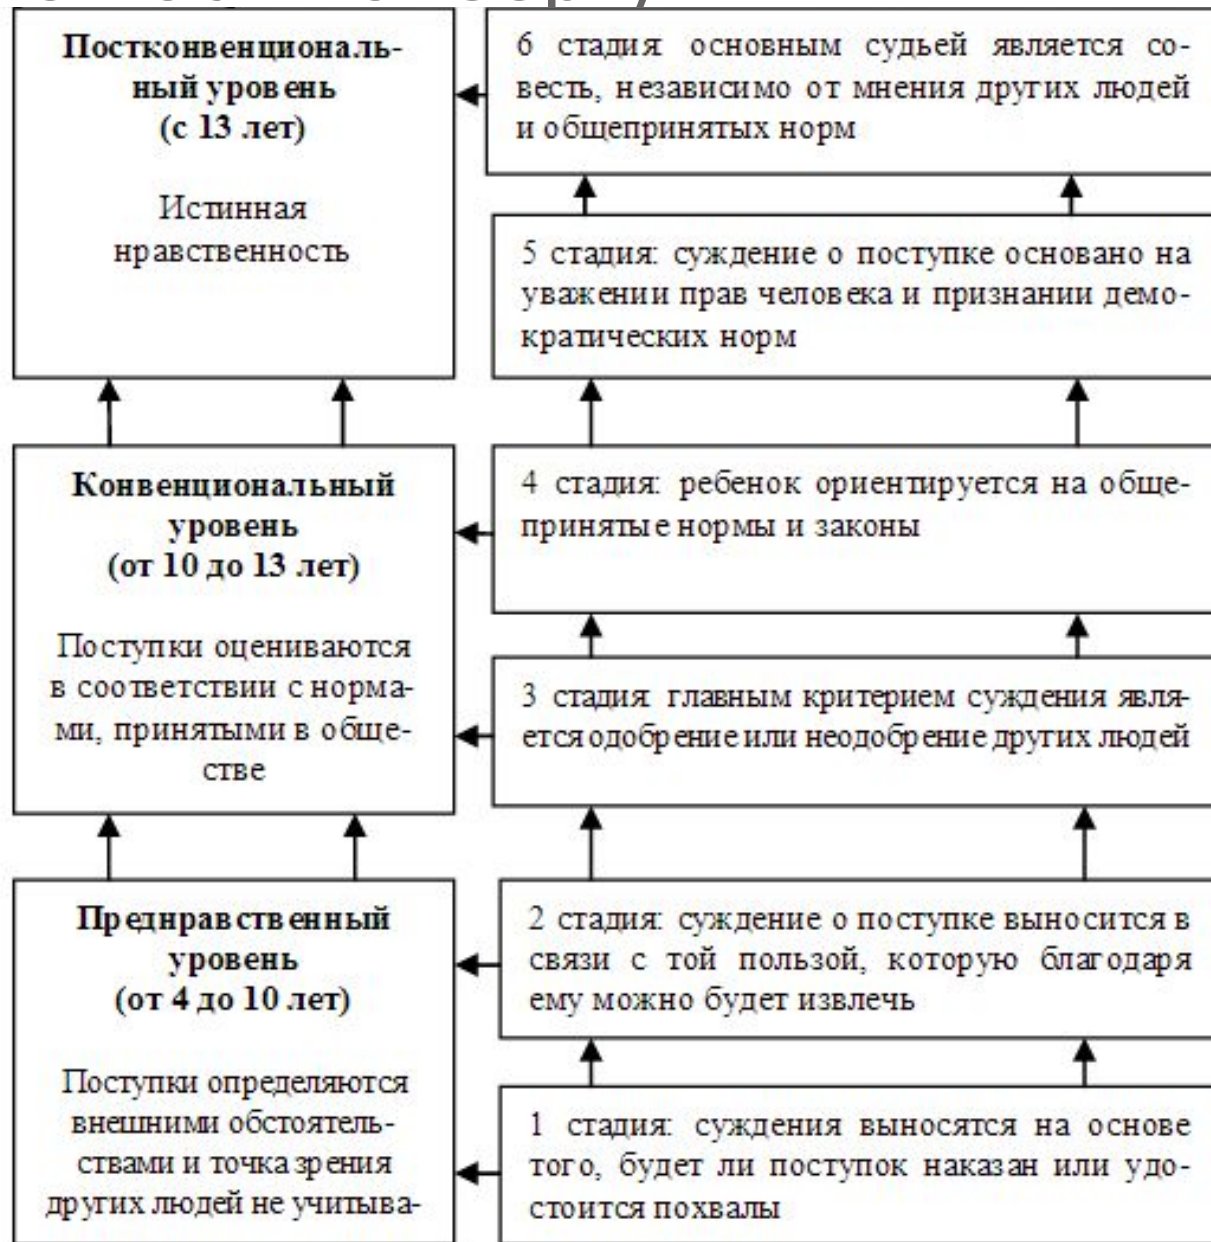 Постконвенциональ-
ный уровень
(с 13 лет)
Истинная
нравственность
6 стадия: основным судьей является со-
весть, независимо от мнения других людей
и общепринятых норм
5 стадия: суждение о поступке основано на
уважении прав человека и признании демо-
кратических норм
Конвенциональный
уровень
(от 10 до 13 лет)
Поступки оцениваются
в соответствии с норма-
ми, принятыми в обще-
стве
4 стадия: ребенок ориентируется на обще-
принятые нормы и законы
3 стадия: главным критерием суждения явля-
ется одобрение или неодобрение других людей
Преднравственный
уровень
(от 4 до 10 лет)
Поступки определяются
внешними обстоятель-
ствами и точка зрения
других людей не учитыва-
2 стадия: суждение о поступке выносится в
связи с той пользой, которую благодаря
ему можно будет извлечь
1 стадия: суждения выносятся на основе
того, будет ли поступок наказан или удо-
стоится похвалы